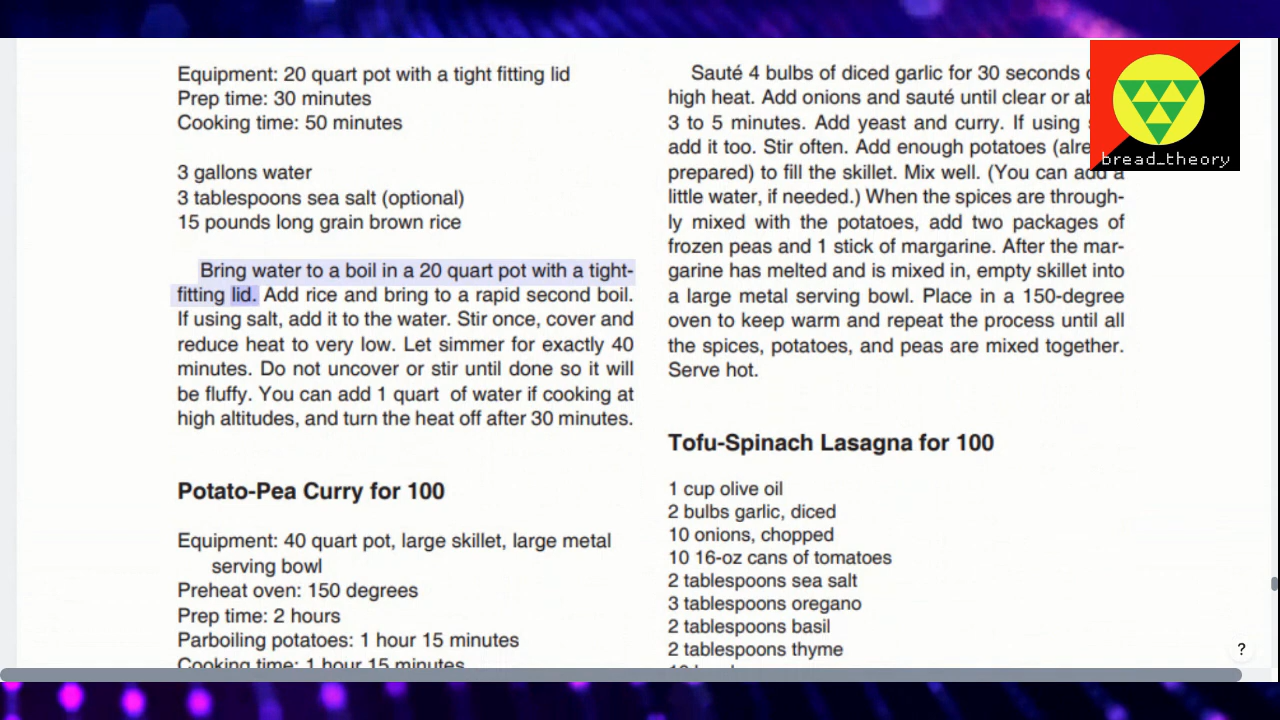 Equipment: 20 quart pot with a tight fitting lid
Prep time: 30 minutes
Cooking time: 50 minutes
3 gallons water
3 tablespoons sea salt (optional)
15 pounds long grain brown rice
Bring water to a boil in a 20 quart pot with a tight-
fitting lid. Add rice and bring to a rapid second boil.
If using salt, add it to the water. Stir once, cover and
reduce heat to very low. Let simmer for exactly 40
minutes. Do not uncover or stir until done so it will
be fluffy. You can add 1 quart of water if cooking at
high altitudes, and turn the heat off after 30 minutes.
Potato-Pea Curry for 100
Equipment: 40 quart pot, large skillet, large metal
serving bowl
Preheat oven: 150 degrees
Prep time: 2 hours
Parboiling potatoes: 1 hour 15 minutes
Cooking time: 1 hour 15 minutes
Sauté 4 bulbs of diced garlic for 30 seconds
high heat. Add onions and sauté until clear or
3 to 5 minutes. Add yeast and curry. If using
add it too. Stir often. Add enough potatoes
prepared) to fill the skillet. Mix well. (You can add a
little water, if needed.) When the spices are through-
ly mixed with the potatoes, add two packages of
frozen peas and 1 stick of margarine. After the mar-
garine has melted and is mixed in, empty skillet into
a large metal serving bowl. Place in a 150-degree
oven to keep warm and repeat the process until all
the spices, potatoes, and peas are mixed together.
Serve hot.
Tofu-Spinach Lasagna for 100
1 cup olive oil
2 bulbs garlic, diced
10 onions, chopped
10 16-oz cans of tomatoes
2 tablespoons sea salt
3 tablespoons oregano
2 tablespoons basil
2 tablespoons thyme
bread_theory
?